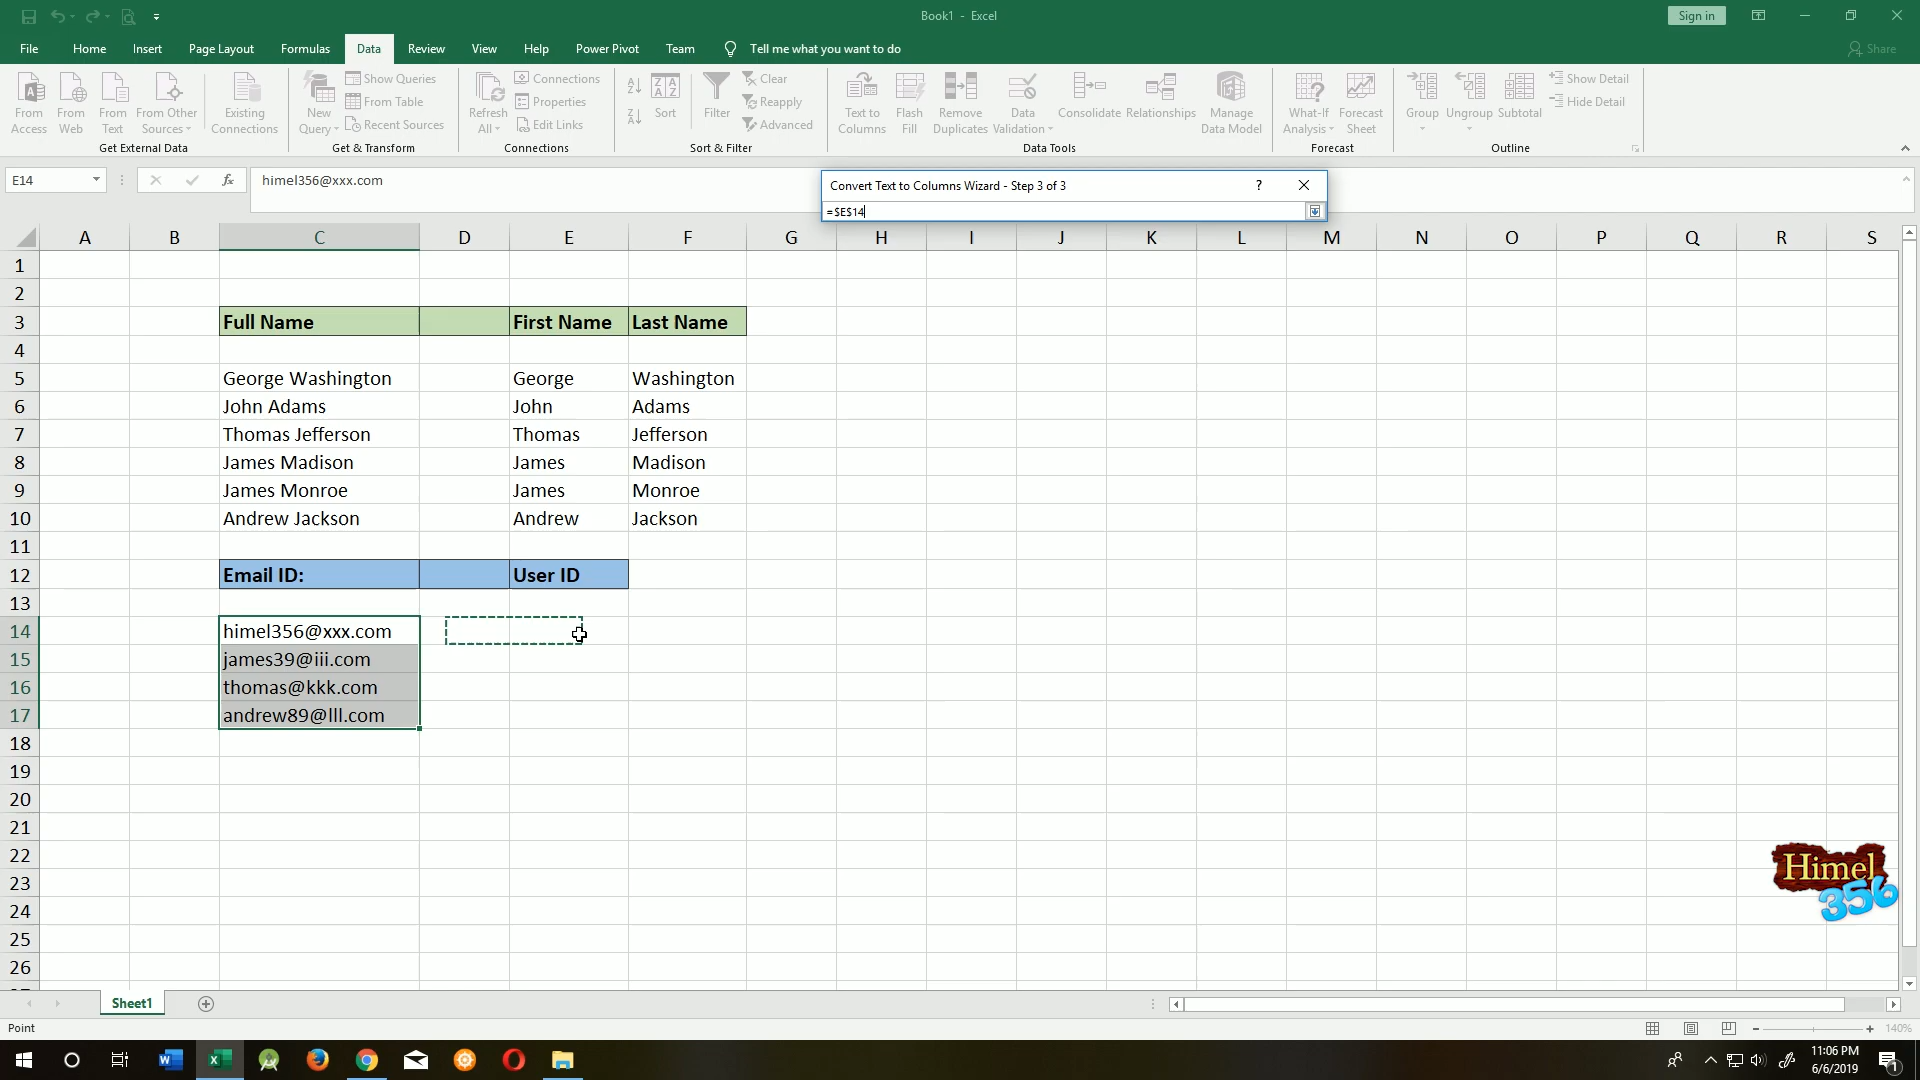 Book1 - Excel
Sign in
File Home Insert Page Layout Formulas Data Review View Help Power Pivot Team Tell me what you want to do Share
From Access
From Web
From Text
From Other Sources
Existing Connections
Get External Data
New Query
Show Queries
From Table
Recent Sources
Get & Transform
Refresh All
Connections
Properties
Edit Links
Connections
Sort
Filter
Clear
Reapply
Advanced
Sort & Filter
Text to Columns
Flash Fill
Remove Duplicates
Data Validation
Consolidate
Relationships
Manage Data Model
Data Tools
What-If Analysis
Forecast Sheet
Forecast
Group
Ungroup
Subtotal
Show Detail
Hide Detail
Outline
E14
fx
himel356@xxx.com
Convert Text to Columns Wizard - Step 3 of 3
?
=$E$14
A B C D E F G H I J K L M N O P Q R S
1
2
3 Full Name First Name Last Name
4
5 George Washington George Washington
6 John Adams John Adams
7 Thomas Jefferson Thomas Jefferson
8 James Madison James Madison
9 James Monroe James Monroe
10 Andrew Jackson Andrew Jackson
11
12 Email ID: User ID
13
14 himel356@xxx.com
15 james39@iii.com
16 thomas@kkk.com
17 andrew89@lll.com
18
19
20
21
22
23
24
25
26
Himel
356
Sheet1
Point
140%
11:06 PM
6/6/2019
1